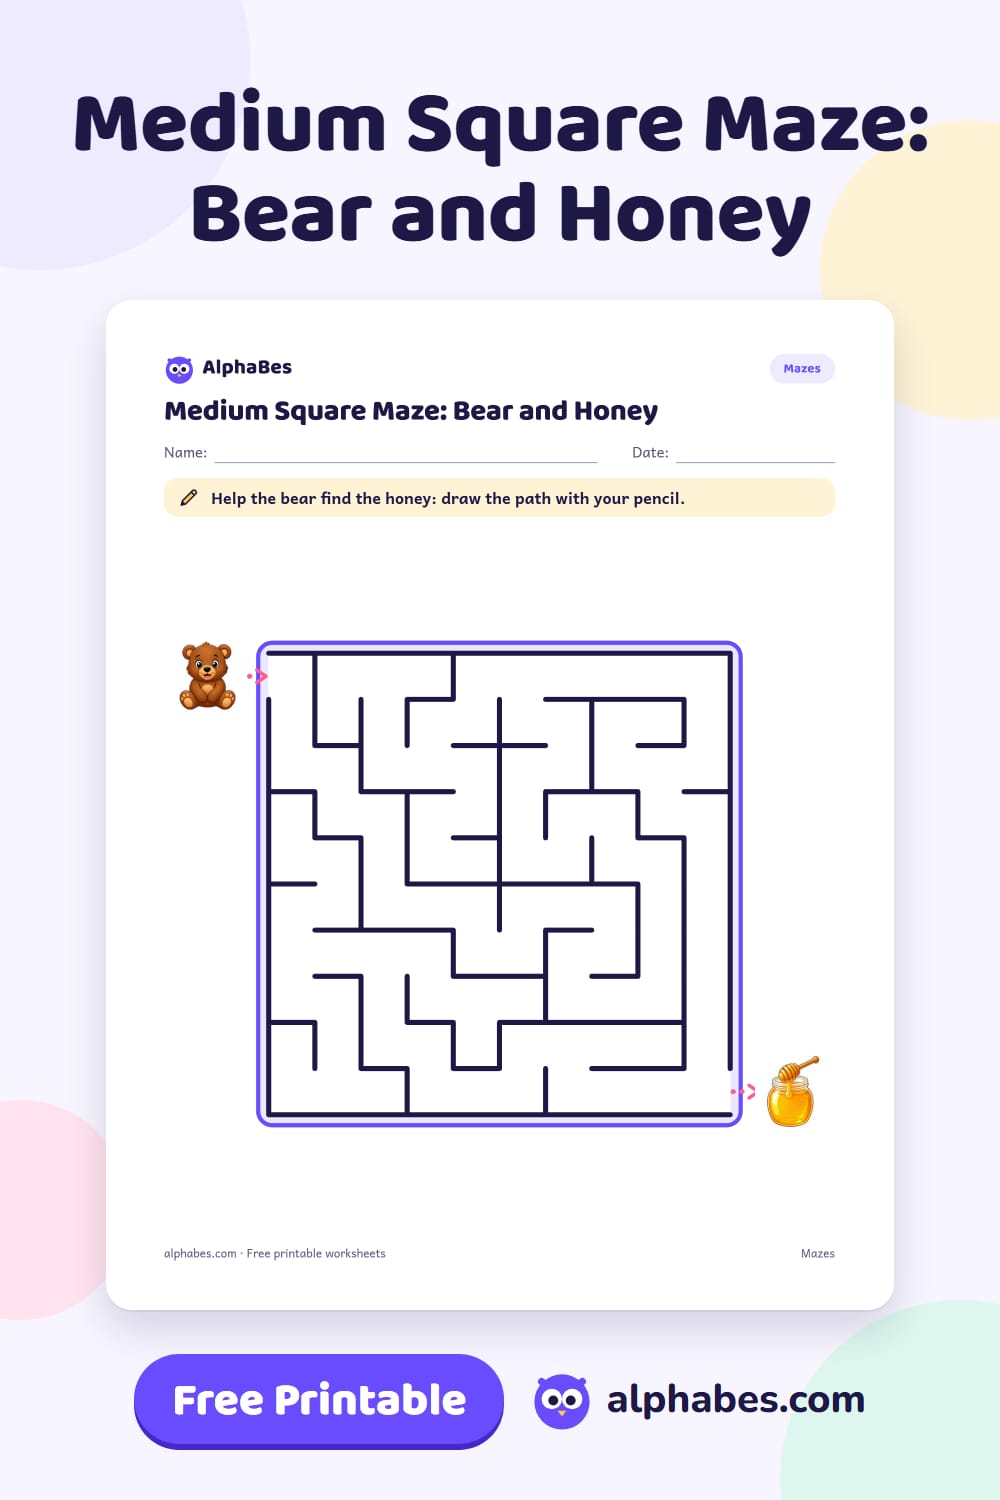 Medium Square Maze:
Bear and Honey
AlphaBes
Mazes
Medium Square Maze: Bear and Honey
Name:
Date:
Help the bear find the honey: draw the path with your pencil.
alphabes.com · Free printable worksheets
Mazes
Free Printable
alphabes.com